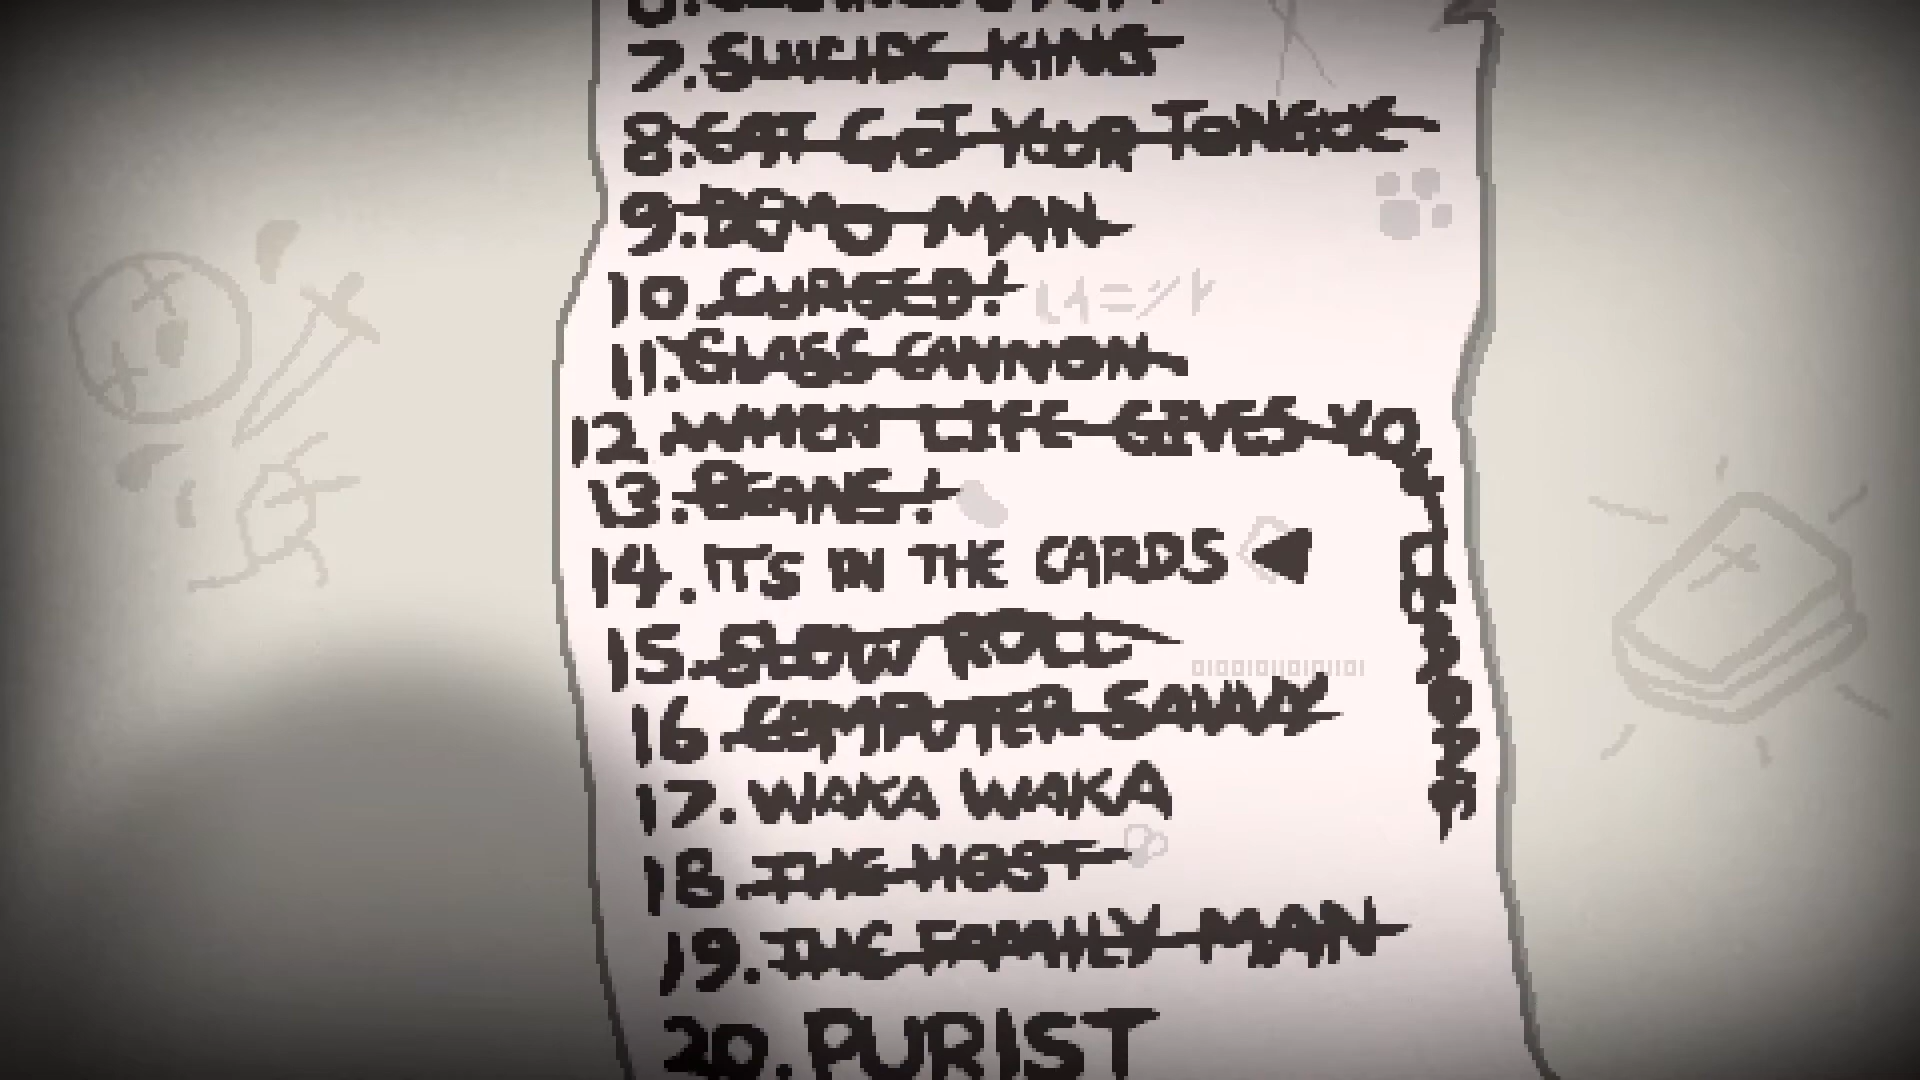 7. SUICIDE KING
8. CAT GOT YOUR TONGUE
9. DEMO MAN
10. CURSED!
11. GLASS CANNON
12. WHEN LIFE GIVES YOU LEMONS
13. BEANS!
14. ITS IN THE CARDS
15. SLOW ROLL
16. COMPUTER SAVVY
17. WAKA WAKA
18. THE HOST
19. THE FAMILY MAN
20. PURIST